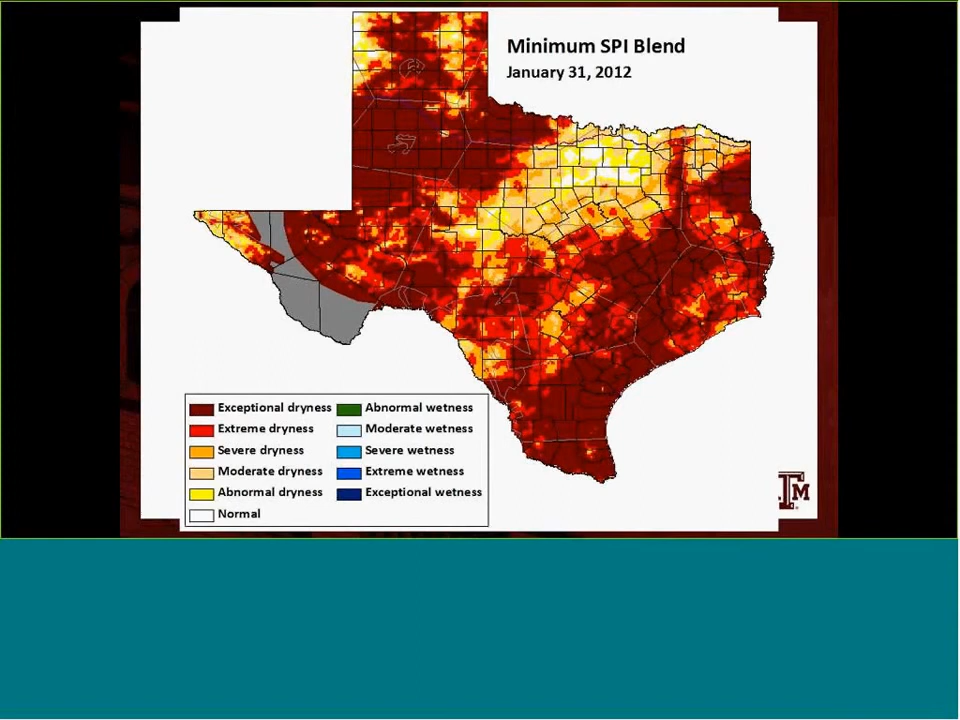 Minimum SPI Blend
January 31, 2012
Exceptional dryness
Abnormal wetness
Extreme dryness
Moderate wetness
Severe dryness
Severe wetness
Moderate dryness
Extreme wetness
Abnormal dryness
Exceptional wetness
Normal
ATM